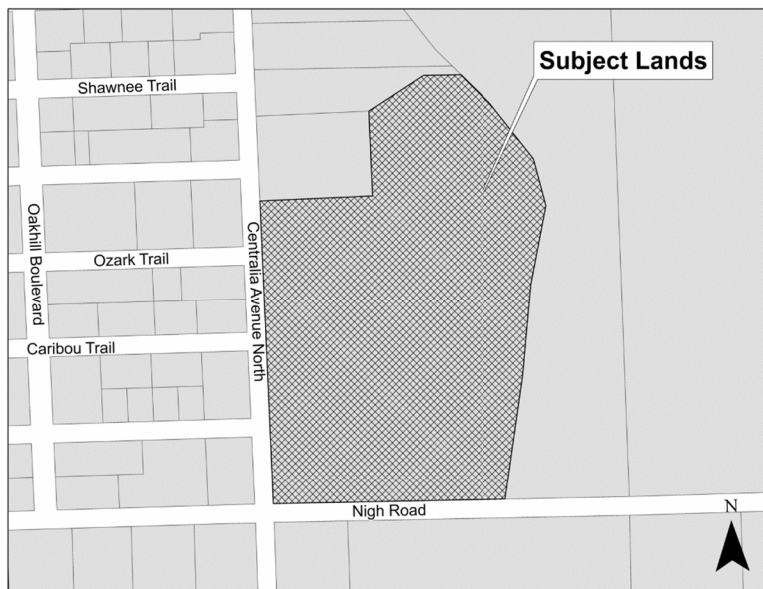 Subject Lands
Shawnee Trail
Oakhill Boulevard
Centralia Avenue North
Ozark Trail
Caribou Trail
Nigh Road
N